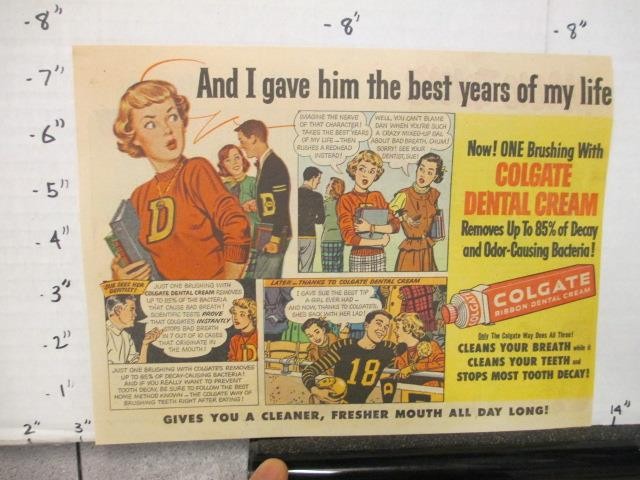 -8" -8' -8"
-7"
-6"
-5"
-4"
-3"
-2"
-1"
2" 3"
14"
And I gave him the best years of my life
D
B
IMAGINE THE NERVE
OF THAT CHARACTER!
TAKES THE BEST YEARS
OF MY LIFE - THEN
RUSHES A REDHEAD
INSTEAD!
WELL, YOU CAN'T BLAME
DAN WHEN YOU'RE SUCH
A CRAZY MIXED-UP GAL
ABOUT BAD BREATH, CHUM!
SORRY! SEE YOUR
DENTIST, SUE!
Now! ONE Brushing With
COLGATE
DENTAL CREAM
Removes Up To 85% of Decay
and Odor-Causing Bacteria!
COLGATE
RIBBON DENTAL CREAM
Only The Colgate Way Does All Three!
CLEANS YOUR BREATH while it
CLEANS YOUR TEETH and
STOPS MOST TOOTH DECAY!
SUE SEES HER
DENTIST:
JUST ONE BRUSHING WITH
COLGATE DENTAL CREAM REMOVES
UP TO 85% OF THE BACTERIA
THAT CAUSE BAD BREATH!
SCIENTIFIC TESTS PROVE
THAT COLGATE'S INSTANTLY
STOPS BAD BREATH
IN 7 OUT OF 10 CASES
THAT ORIGINATE IN
THE MOUTH!
JUST ONE BRUSHING WITH COLGATE'S REMOVES
UP TO 85% OF DECAY-CAUSING BACTERIA!
AND IF YOU REALLY WANT TO PREVENT
TOOTH DECAY, BE SURE TO FOLLOW THE BEST
HOME METHOD KNOWN - THE COLGATE WAY OF
BRUSHING TEETH RIGHT AFTER EATING!
LATER - THANKS TO COLGATE DENTAL CREAM
I GAVE SUE THE BEST TIP
A GIRL EVER HAD -
AND NOW, THANKS TO COLGATE'S,
SHE'S BACK WITH HER LAD!
18
GIVES YOU A CLEANER, FRESHER MOUTH ALL DAY LONG!